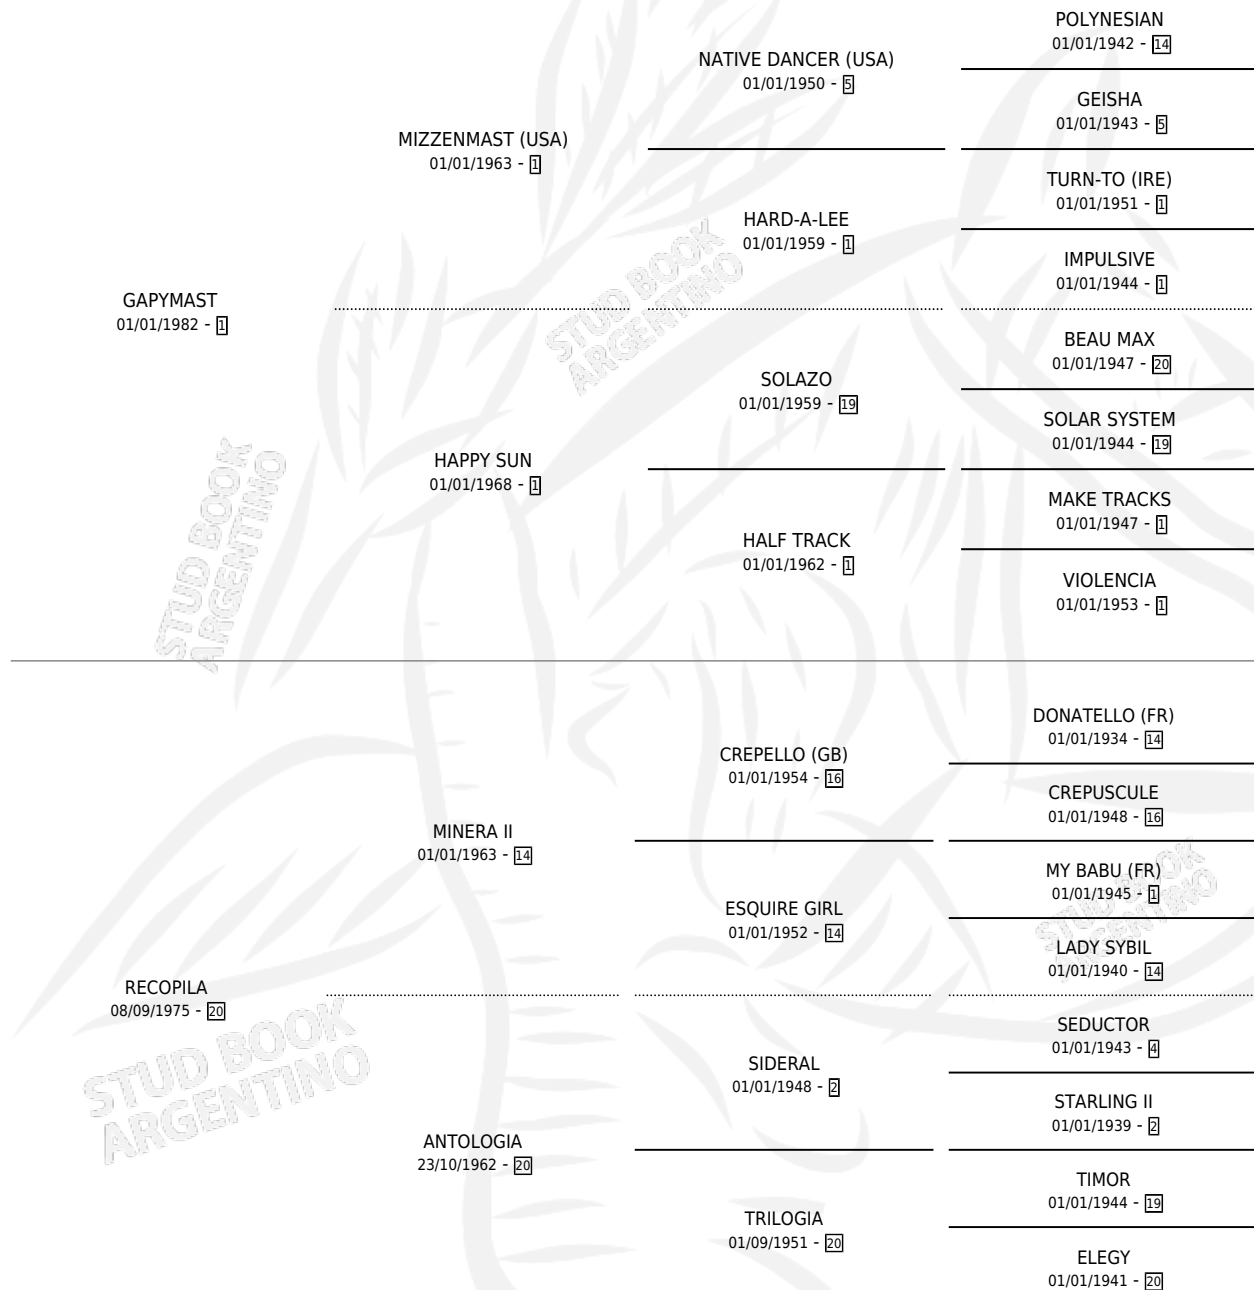 POLYNESIAN
01/01/1942 - 14
NATIVE DANCER (USA)
01/01/1950 - 5
GEISHA
01/01/1943 - 5
MIZZENMAST (USA)
01/01/1963 - 1
TURN-TO (IRE)
01/01/1951 - 1
HARD-A-LEE
01/01/1959 - 1
IMPULSIVE
01/01/1944 - 1
GAPYMAST
01/01/1982 - 1
BEAU MAX
01/01/1947 - 20
SOLAZO
01/01/1959 - 19
SOLAR SYSTEM
01/01/1944 - 19
HAPPY SUN
01/01/1968 - 1
MAKE TRACKS
01/01/1947 - 1
HALF TRACK
01/01/1962 - 1
VIOLENCIA
01/01/1953 - 1
DONATELLO (FR)
01/01/1934 - 14
CREPELLO (GB)
01/01/1954 - 16
CREPUSCULE
01/01/1948 - 16
MINERA II
01/01/1963 - 14
MY BABU (FR)
01/01/1945 - 1
ESQUIRE GIRL
01/01/1952 - 14
LADY SYBIL
01/01/1940 - 14
RECOPILA
08/09/1975 - 20
SEDUCTOR
01/01/1943 - 4
SIDERAL
01/01/1948 - 2
STARLING II
01/01/1939 - 2
ANTOLOGIA
23/10/1962 - 20
TIMOR
01/01/1944 - 19
TRILOGIA
01/09/1951 - 20
ELEGY
01/01/1941 - 20
STUD BOOK
ARGENTINO
STUD BOOK
ARGENTINO
STUD BOOK
ARGENTINO
STUD BOOK
ARGENTINO